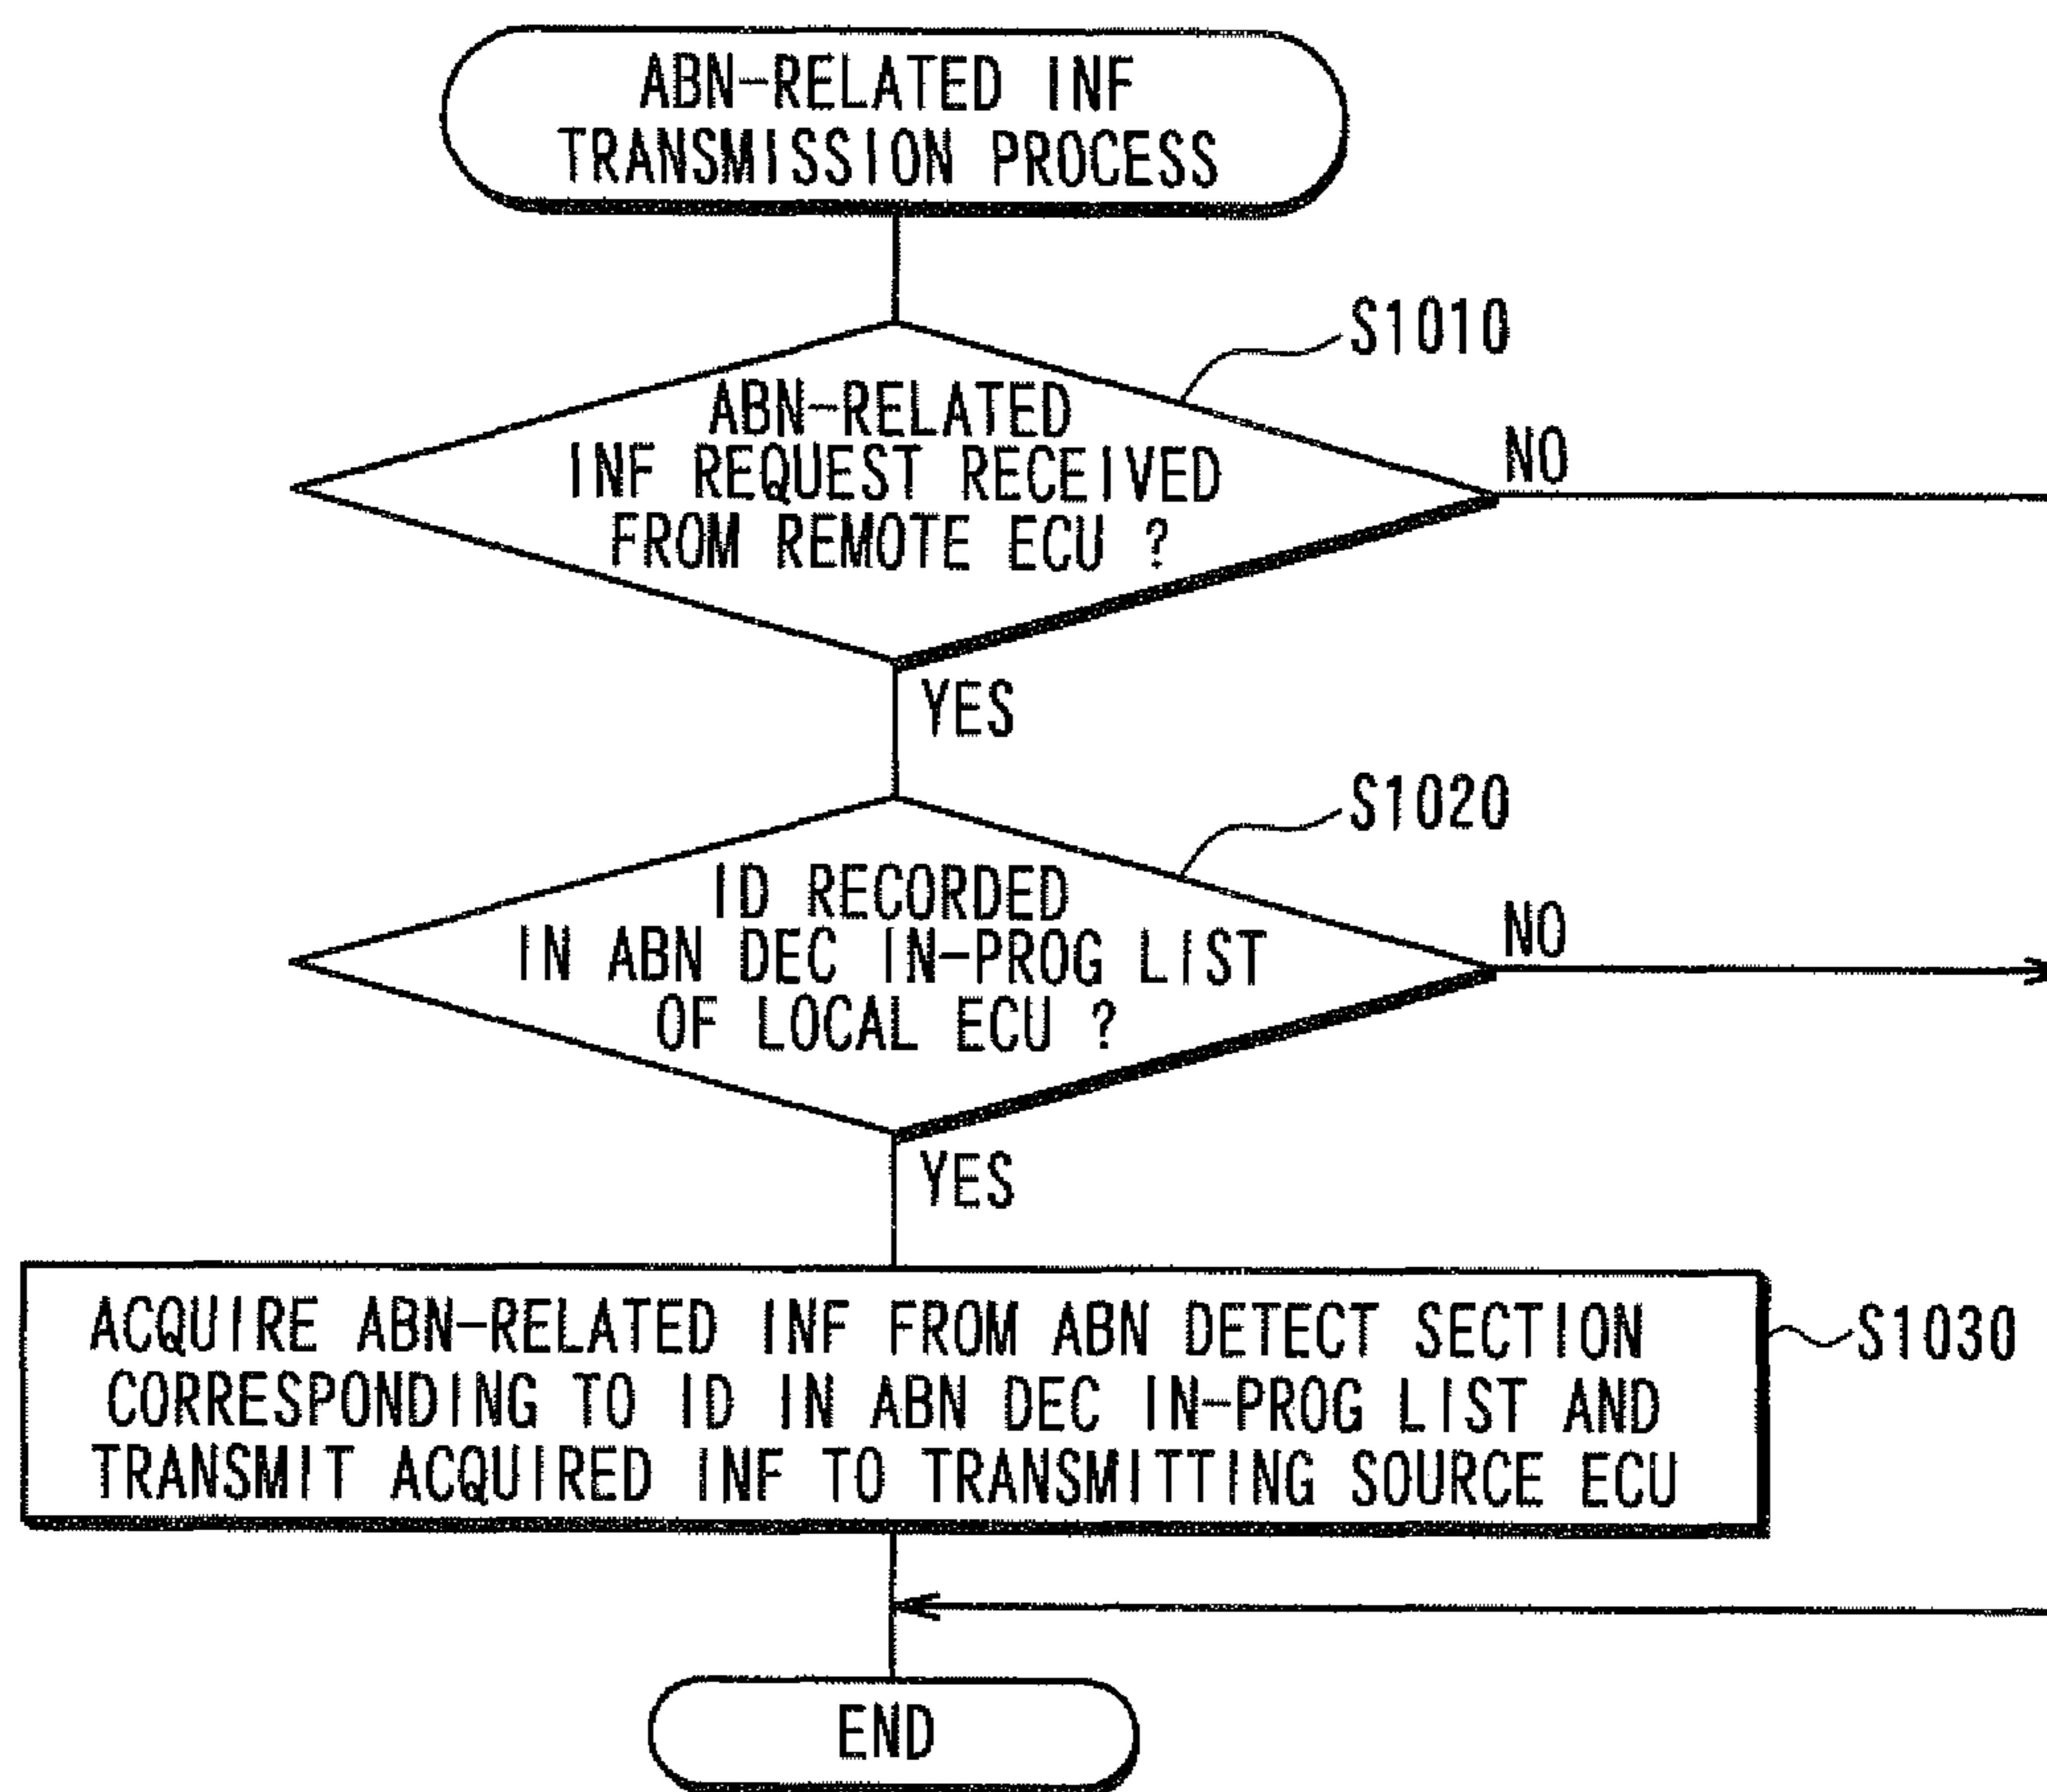 ABN-RELATED INF
TRANSMISSION PROCESS
S1010
ABN-RELATED
INF REQUEST RECEIVED
FROM REMOTE ECU ?
NO
YES
S1020
ID RECORDED
IN ABN DEC IN-PROG LIST
OF LOCAL ECU ?
NO
YES
ACQUIRE ABN-RELATED INF FROM ABN DETECT SECTION
CORRESPONDING TO ID IN ABN DEC IN-PROG LIST AND
TRANSMIT ACQUIRED INF TO TRANSMITTING SOURCE ECU
S1030
END